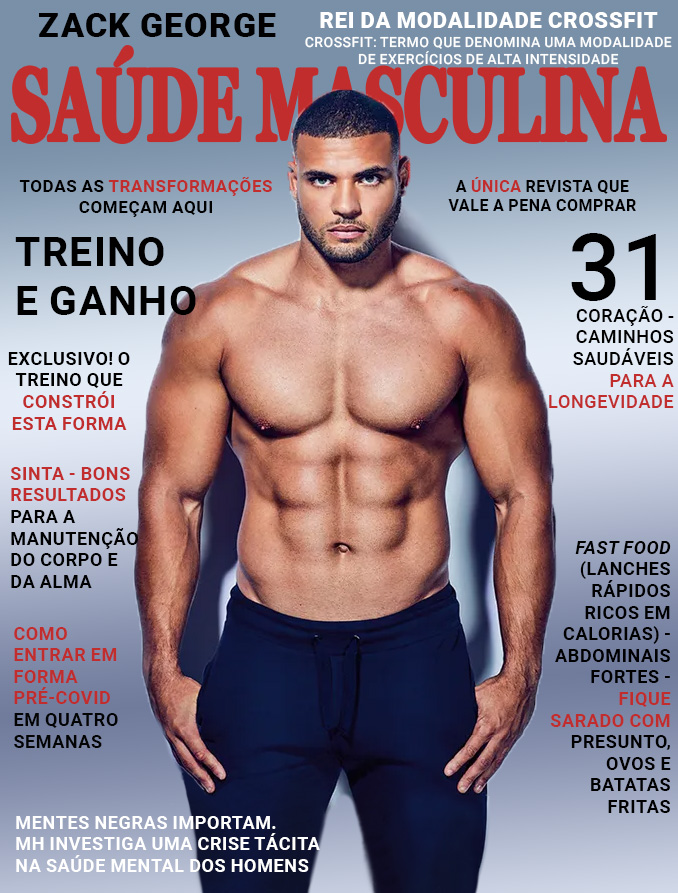 ZACK GEORGE
REI DA MODALIDADE CROSSFIT
CROSSFIT: TERMO QUE DENOMINA UMA MODALIDADE
DE EXERCÍCIOS DE ALTA INTENSIDADE
SAÚDE MASCULINA
TODAS AS TRANSFORMAÇÕES
COMEÇAM AQUI
A ÚNICA REVISTA QUE
VALE A PENA COMPRAR
TREINO
E GANHO
31
CORAÇÃO -
CAMINHOS
SAUDÁVEIS
PARA A
LONGEVIDADE
EXCLUSIVO! O
TREINO QUE
CONSTRÓI
ESTA FORMA
SINTA - BONS
RESULTADOS
PARA A
MANUTENÇÃO
DO CORPO E
DA ALMA
FAST FOOD
(LANCHES
RÁPIDOS
RICOS EM
CALORIAS) -
ABDOMINAIS
FORTES -
FIQUE
SARADO COM
PRESUNTO,
OVOS E
BATATAS
FRITAS
COMO
ENTRAR EM
FORMA
PRÉ-COVID
EM QUATRO
SEMANAS
MENTES NEGRAS IMPORTAM.
MH INVESTIGA UMA CRISE TÁCITA
NA SAÚDE MENTAL DOS HOMENS